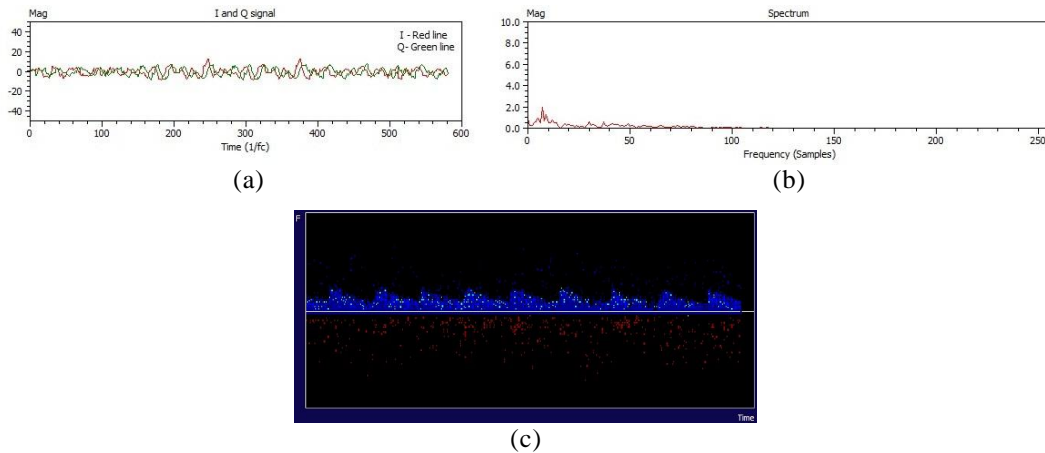 Mag
I and Q signal
I - Red line
Q- Green line
40
20
0
-20
-40
0
100
200
300
400
500
600
Time (1/fc)
(a)
Mag
Spectrum
10.0
8.0
6.0
4.0
2.0
0.0
0
50
100
150
200
250
Frequency (Samples)
(b)
F
Time
(c)